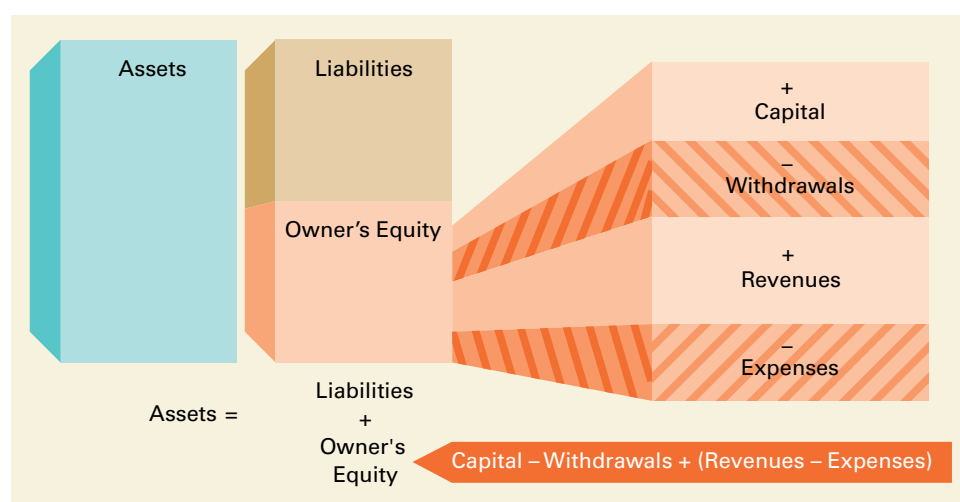 Assets
Liabilities
Owner’s Equity
+
Capital
–
Withdrawals
+
Revenues
–
Expenses
Assets =
Liabilities
+
Owner's
Equity
Capital – Withdrawals + (Revenues – Expenses)